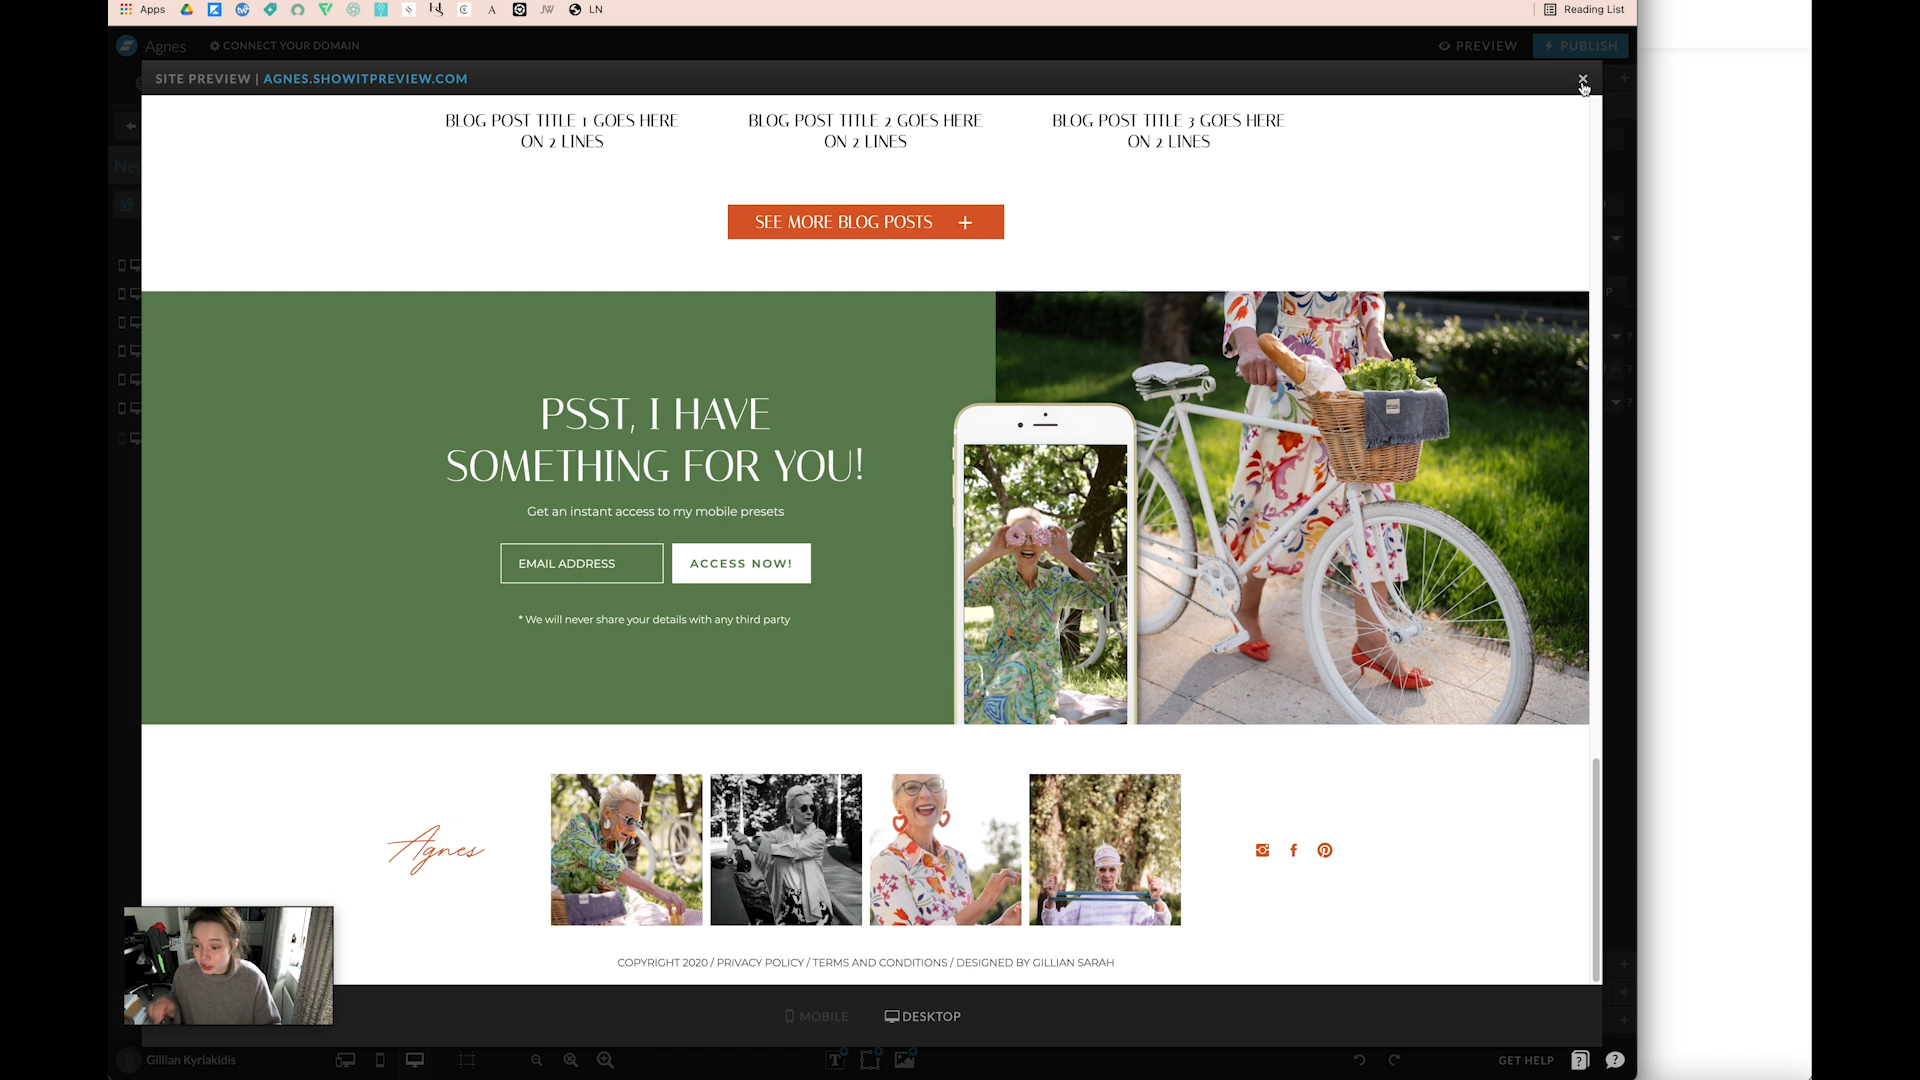 Apps
LN
Reading List
Agnes
CONNECT YOUR DOMAIN
PREVIEW
PUBLISH
SITE PREVIEW | AGNES.SHOWITPREVIEW.COM
BLOG POST TITLE 1 GOES HERE
ON 2 LINES
BLOG POST TITLE 2 GOES HERE
ON 2 LINES
BLOG POST TITLE 3 GOES HERE
ON 2 LINES
SEE MORE BLOG POSTS +
PSST, I HAVE
SOMETHING FOR YOU!
Get an instant access to my mobile presets
EMAIL ADDRESS
ACCESS NOW!
* We will never share your details with any third party
Agnes
COPYRIGHT 2020 / PRIVACY POLICY / TERMS AND CONDITIONS / DESIGNED BY GILLIAN SARAH
MOBILE
DESKTOP
Gillian Kyriakidis
GET HELP